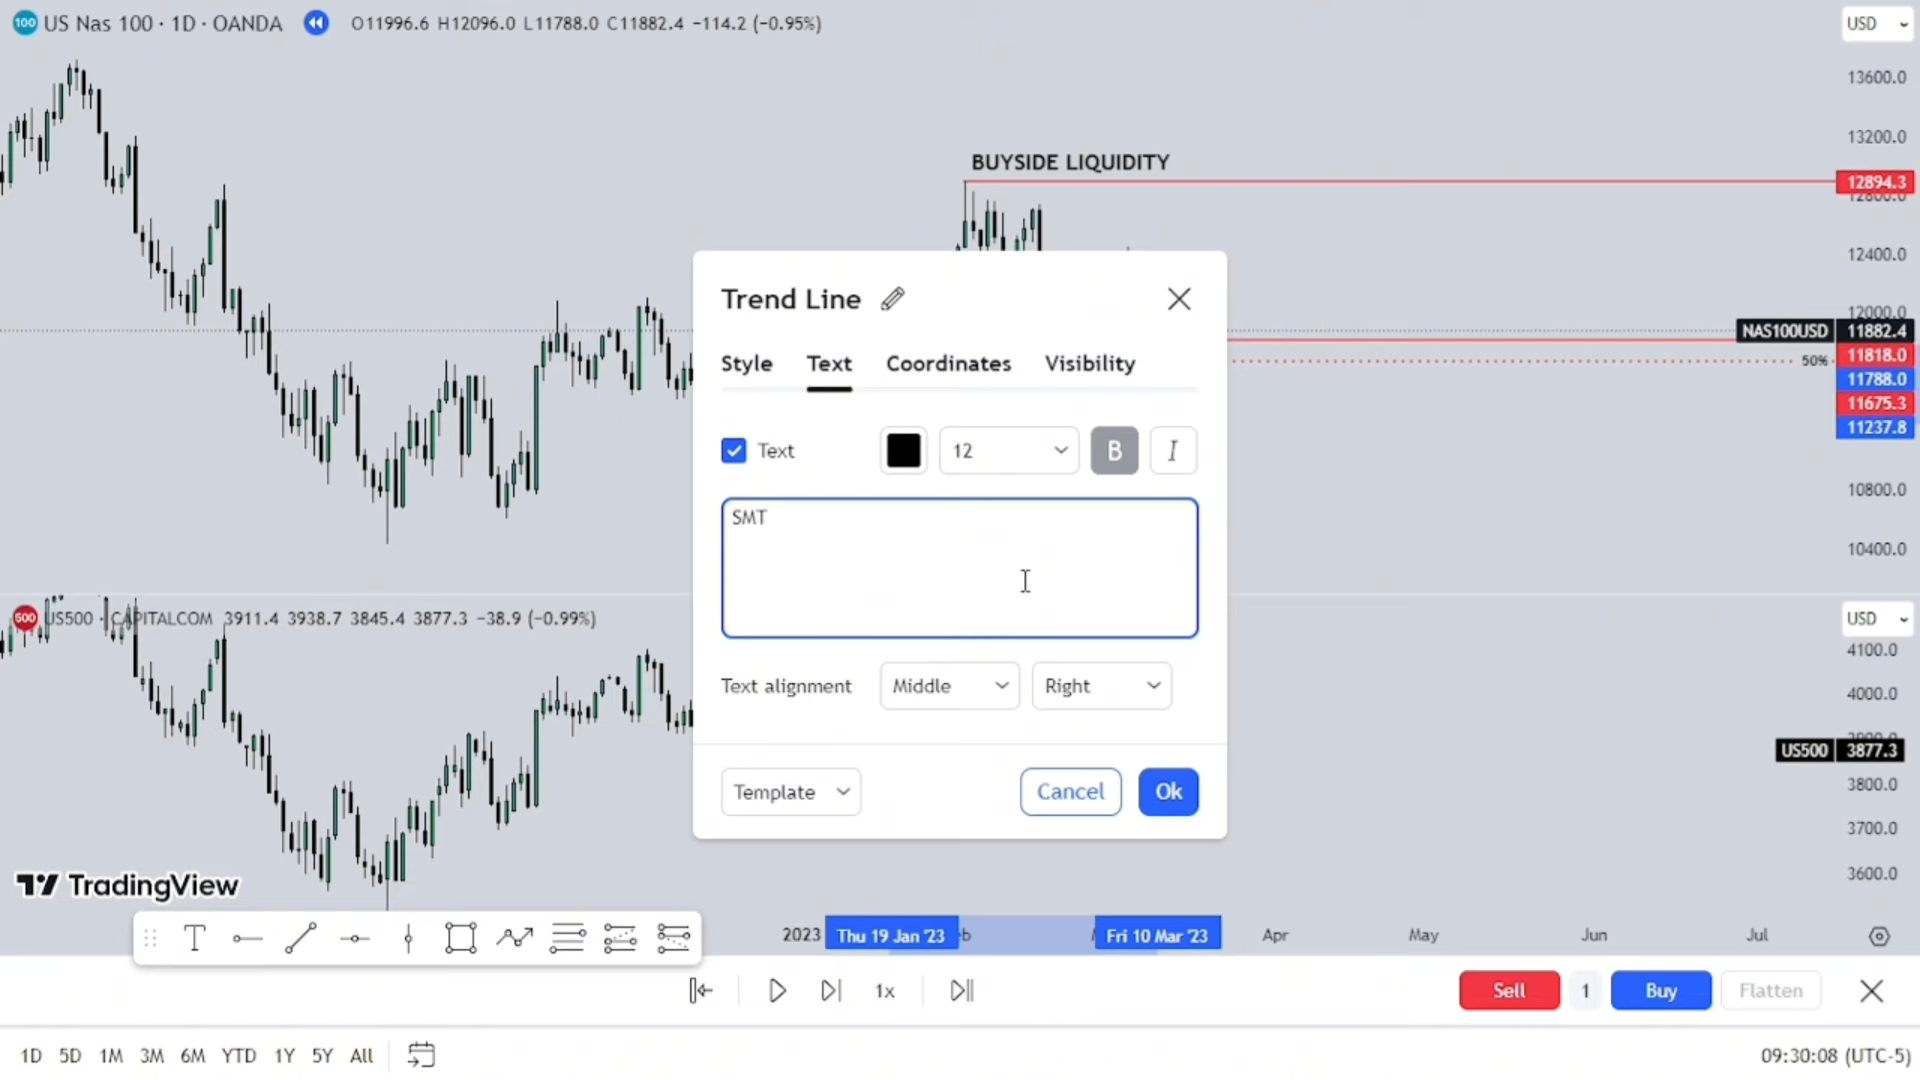 100 US Nas 100 · 1D · OANDA O11996.6 H12096.0 L11788.0 C11882.4 −114.2 (−0.95%)
USD
13600.0
13200.0
BUYSIDE LIQUIDITY
12894.3
12800.0
12400.0
12000.0
NAS100USD 11882.4
11818.0
50%
11788.0
11675.3
11237.8
10800.0
10400.0
Trend Line
Style Text Coordinates Visibility
Text 12 B I
SMT
Text alignment Middle Right
Template Cancel Ok
500 US500 · CAPITALCOM 3911.4 3938.7 3845.4 3877.3 −38.9 (−0.99%)
USD
4100.0
4000.0
US500 3877.3
3800.0
3700.0
3600.0
TradingView
T
2023 Thu 19 Jan '23 Fri 10 Mar '23 Apr May Jun Jul
1x
Sell 1 Buy Flatten
1D 5D 1M 3M 6M YTD 1Y 5Y All
09:30:08 (UTC-5)